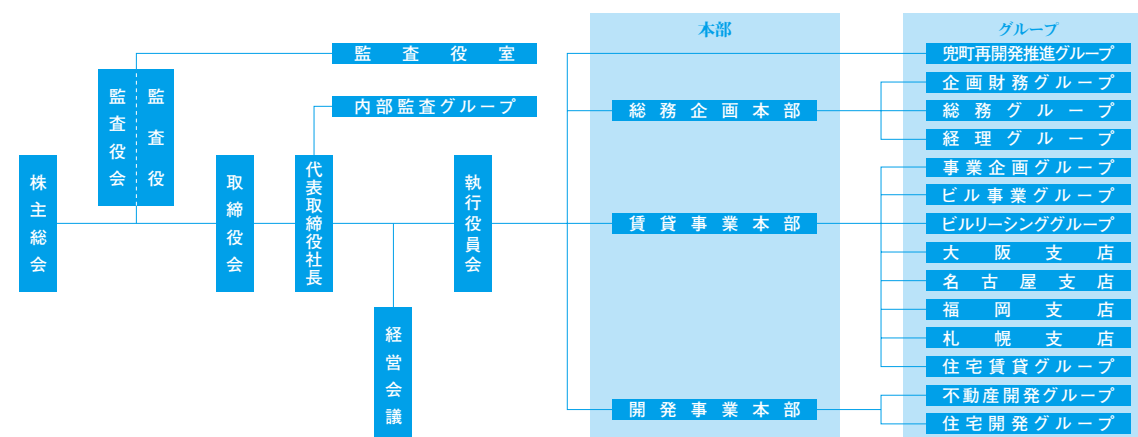 株主総会
監査役会
監査役
監査役室
取締役会
代表取締役社長
内部監査グループ
経営会議
執行役員会
本部
総務企画本部
賃貸事業本部
開発事業本部
グループ
兜町再開発推進グループ
企画財務グループ
総務グループ
経理グループ
事業企画グループ
ビル事業グループ
ビルリーシンググループ
大阪支店
名古屋支店
福岡支店
札幌支店
住宅賃貸グループ
不動産開発グループ
住宅開発グループ